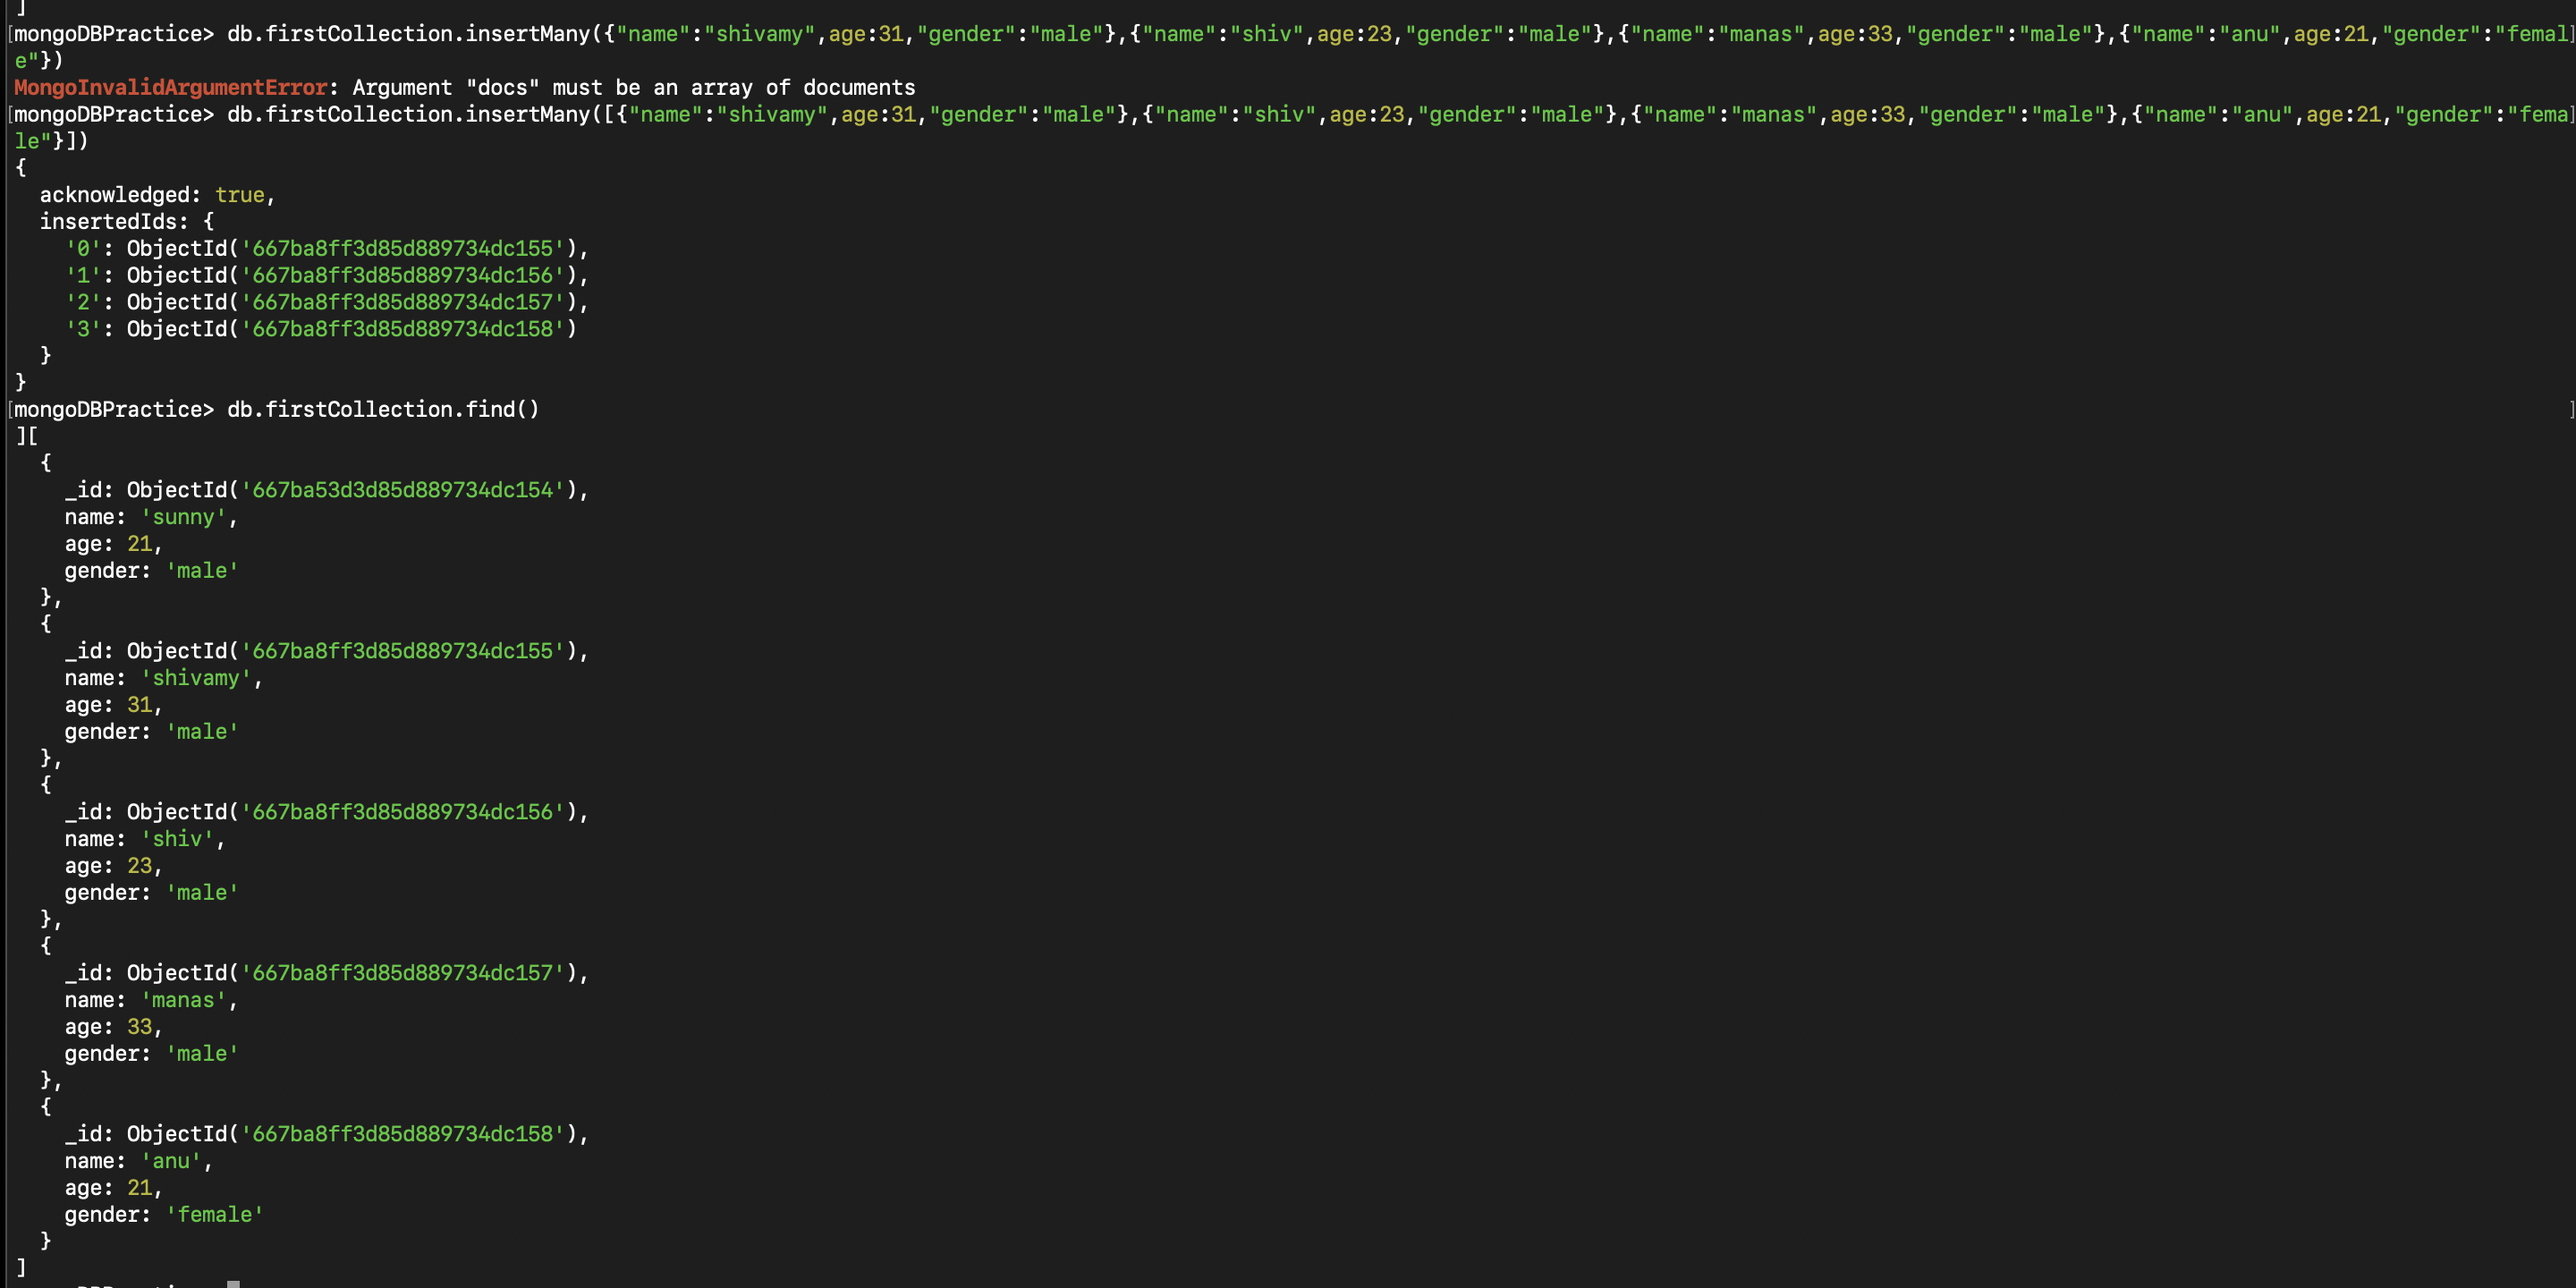 ]
[mongoDBPractice> db.firstCollection.insertMany({"name":"shivamy",age:31,"gender":"male"},{"name":"shiv",age:23,"gender":"male"},{"name":"manas",age:33,"gender":"male"},{"name":"anu",age:21,"gender":"femal]
e"})
MongoInvalidArgumentError: Argument "docs" must be an array of documents
[mongoDBPractice> db.firstCollection.insertMany([{"name":"shivamy",age:31,"gender":"male"},{"name":"shiv",age:23,"gender":"male"},{"name":"manas",age:33,"gender":"male"},{"name":"anu",age:21,"gender":"fema]
le"}])
{
  acknowledged: true,
  insertedIds: {
    '0': ObjectId('667ba8ff3d85d889734dc155'),
    '1': ObjectId('667ba8ff3d85d889734dc156'),
    '2': ObjectId('667ba8ff3d85d889734dc157'),
    '3': ObjectId('667ba8ff3d85d889734dc158')
  }
}
[mongoDBPractice> db.firstCollection.find() ]
][
  {
    _id: ObjectId('667ba53d3d85d889734dc154'),
    name: 'sunny',
    age: 21,
    gender: 'male'
  },
  {
    _id: ObjectId('667ba8ff3d85d889734dc155'),
    name: 'shivamy',
    age: 31,
    gender: 'male'
  },
  {
    _id: ObjectId('667ba8ff3d85d889734dc156'),
    name: 'shiv',
    age: 23,
    gender: 'male'
  },
  {
    _id: ObjectId('667ba8ff3d85d889734dc157'),
    name: 'manas',
    age: 33,
    gender: 'male'
  },
  {
    _id: ObjectId('667ba8ff3d85d889734dc158'),
    name: 'anu',
    age: 21,
    gender: 'female'
  }
]